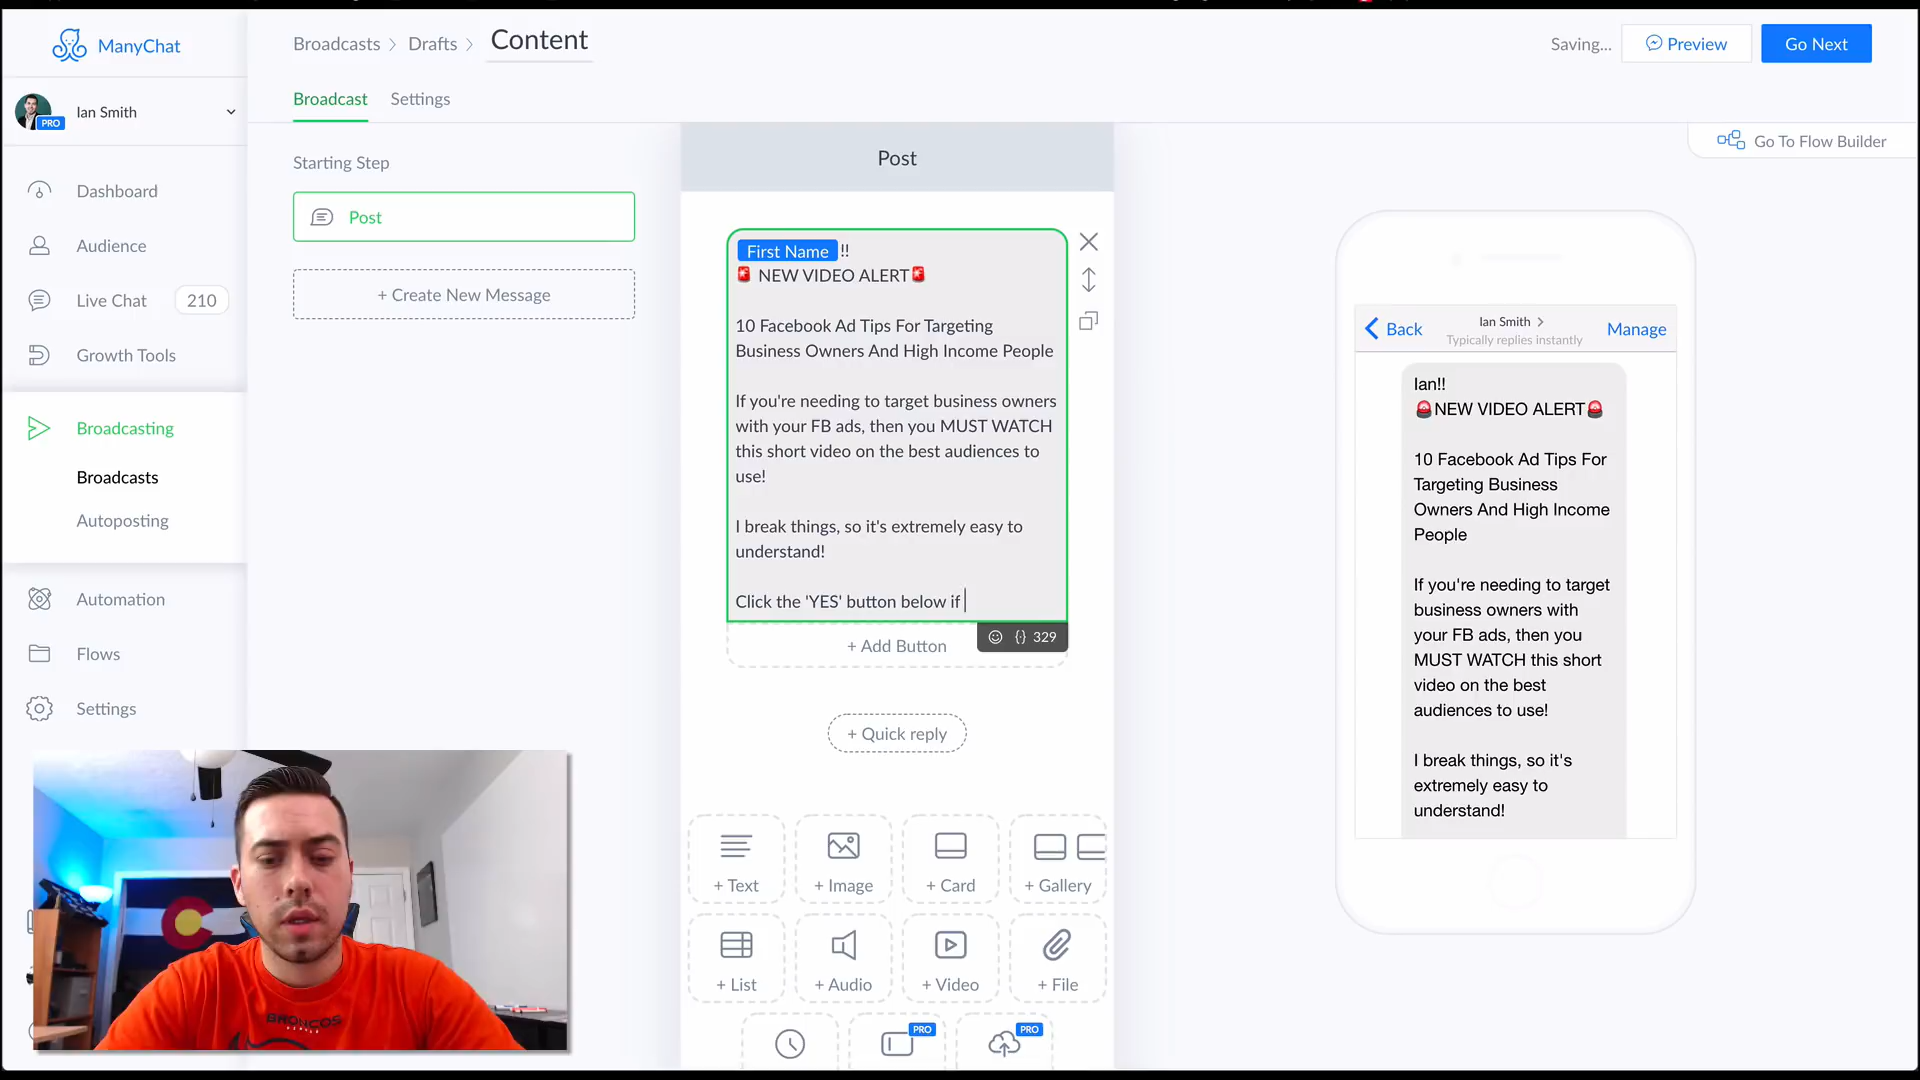 ManyChat
Broadcasts
Drafts
Content
Saving...
Preview
Go Next
PRO
Ian Smith
Broadcast
Settings
Go To Flow Builder
Dashboard
Audience
Live Chat
210
Growth Tools
Broadcasting
Broadcasts
Autoposting
Automation
Flows
Settings
Starting Step
Post
+ Create New Message
Post
First Name !!
🚨 NEW VIDEO ALERT🚨
10 Facebook Ad Tips For Targeting
Business Owners And High Income People
If you're needing to target business owners
with your FB ads, then you MUST WATCH
this short video on the best audiences to
use!
I break things, so it's extremely easy to
understand!
Click the 'YES' button below if
329
+ Add Button
+ Quick reply
+ Text
+ Image
+ Card
+ Gallery
+ List
+ Audio
+ Video
+ File
PRO
PRO
Back
Ian Smith
Typically replies instantly
Manage
Ian!!
🚨NEW VIDEO ALERT🚨
10 Facebook Ad Tips For
Targeting Business
Owners And High Income
People
If you're needing to target
business owners with
your FB ads, then you
MUST WATCH this short
video on the best
audiences to use!
I break things, so it's
extremely easy to
understand!
BRONCOS